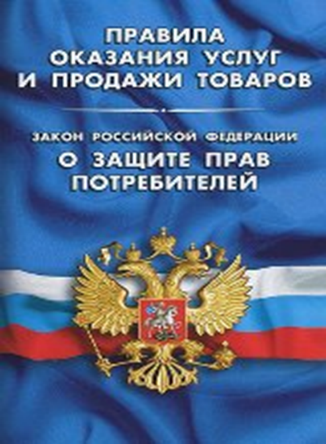 ПРАВИЛА
ОКАЗАНИЯ УСЛУГ
И ПРОДАЖИ ТОВАРОВ
ЗАКОН РОССИЙСКОЙ ФЕДЕРАЦИИ
О ЗАЩИТЕ ПРАВ
ПОТРЕБИТЕЛЕЙ